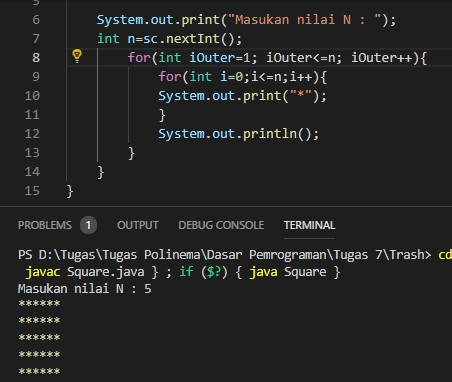 6 System.out.print("Masukan nilai N : ");
7 int n=sc.nextInt();
8 for(int iOuter=1; iOuter<=n; iOuter++){
9 for(int i=0;i<=n;i++){
10 System.out.print("*");
11 }
12 System.out.println();
13 }
14 }
15 }
PROBLEMS 1 OUTPUT DEBUG CONSOLE TERMINAL
PS D:\Tugas\Tugas Polinema\Dasar Pemrograman\Tugas 7\Trash> cd
javac Square.java } ; if ($?) { java Square }
Masukan nilai N : 5
******
******
******
******
******